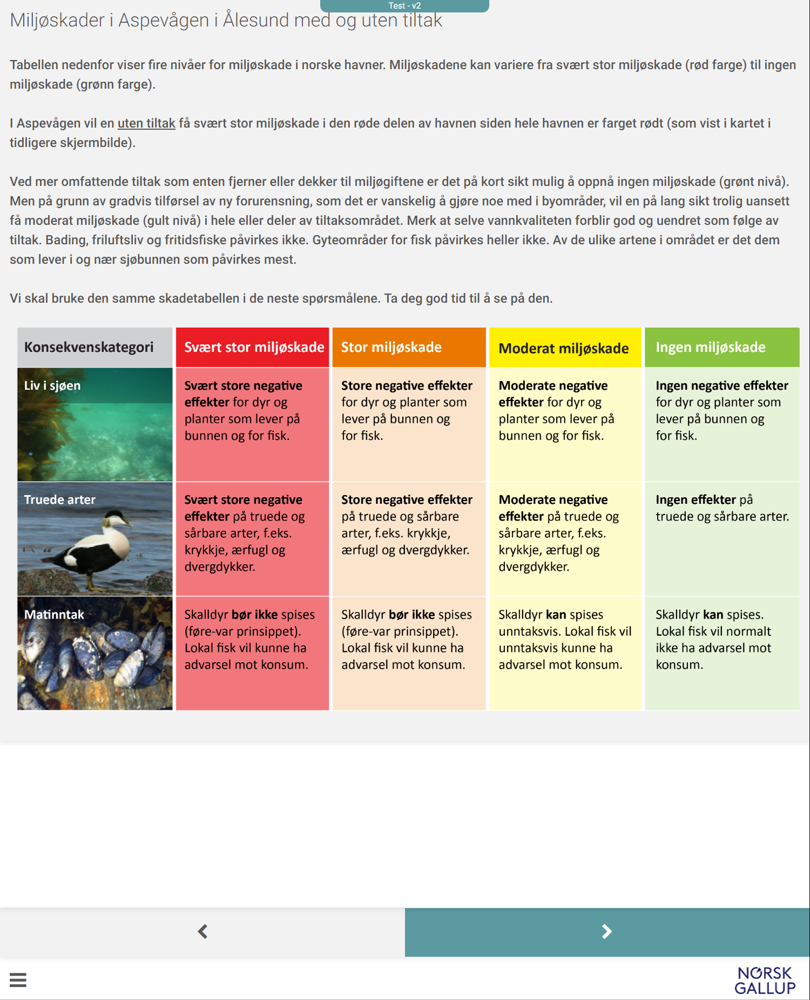 Test - v2
Miljøskader i Aspevågen i Ålesund med og uten tiltak
Tabellen nedenfor viser fire nivåer for miljøskade i norske havner. Miljøskadene kan variere fra svært stor miljøskade (rød farge) til ingen
miljøskade (grønn farge).
I Aspevågen vil en uten tiltak få svært stor miljøskade i den røde delen av havnen siden hele havnen er farget rødt (som vist i kartet i
tidligere skjermbilde).
Ved mer omfattende tiltak som enten fjerner eller dekker til miljøgiftene er det på kort sikt mulig å oppnå ingen miljøskade (grønt nivå).
Men på grunn av gradvis tilførsel av ny forurensning, som det er vanskelig å gjøre noe med i byområder, vil en på lang sikt trolig uansett
få moderat miljøskade (gult nivå) i hele eller deler av tiltaksområdet. Merk at selve vannkvaliteten forblir god og uendret som følge av
tiltak. Bading, friluftsliv og fritidsfiske påvirkes ikke. Gyteområder for fisk påvirkes heller ikke. Av de ulike artene i området er det dem
som lever i og nær sjøbunnen som påvirkes mest.
Vi skal bruke den samme skadetabellen i de neste spørsmålene. Ta deg god tid til å se på den.
Konsekvenskategori
Svært stor miljøskade
Stor miljøskade
Moderat miljøskade
Ingen miljøskade
Liv i sjøen
Svært store negative
effekter for dyr og
planter som lever på
bunnen og for fisk.
Store negative effekter
for dyr og planter som
lever på bunnen og
for fisk.
Moderate negative
effekter for dyr og
planter som lever på
bunnen og for fisk.
Ingen negative effekter
for dyr og planter som
lever på bunnen og
for fisk.
Truede arter
Svært store negative
effekter på truede og
sårbare arter, f.eks.
krykkje, ærfugl og
dvergdykker.
Store negative effekter
på truede og sårbare
arter, f.eks. krykkje,
ærfugl og dvergdykker.
Moderate negative
effekter på truede og
sårbare arter, f.eks.
krykkje, ærfugl og
dvergdykker.
Ingen effekter på
truede og sårbare arter.
Matinntak
Skalldyr bør ikke spises
(føre-var prinsippet).
Lokal fisk vil kunne ha
advarsel mot konsum.
Skalldyr bør ikke spises
(føre-var prinsippet).
Lokal fisk vil kunne ha
advarsel mot konsum.
Skalldyr kan spises
unntaksvis. Lokal fisk vil
unntaksvis kunne ha
advarsel mot konsum.
Skalldyr kan spises.
Lokal fisk vil normalt
ikke ha advarsel mot
konsum.
NORSK
GALLUP